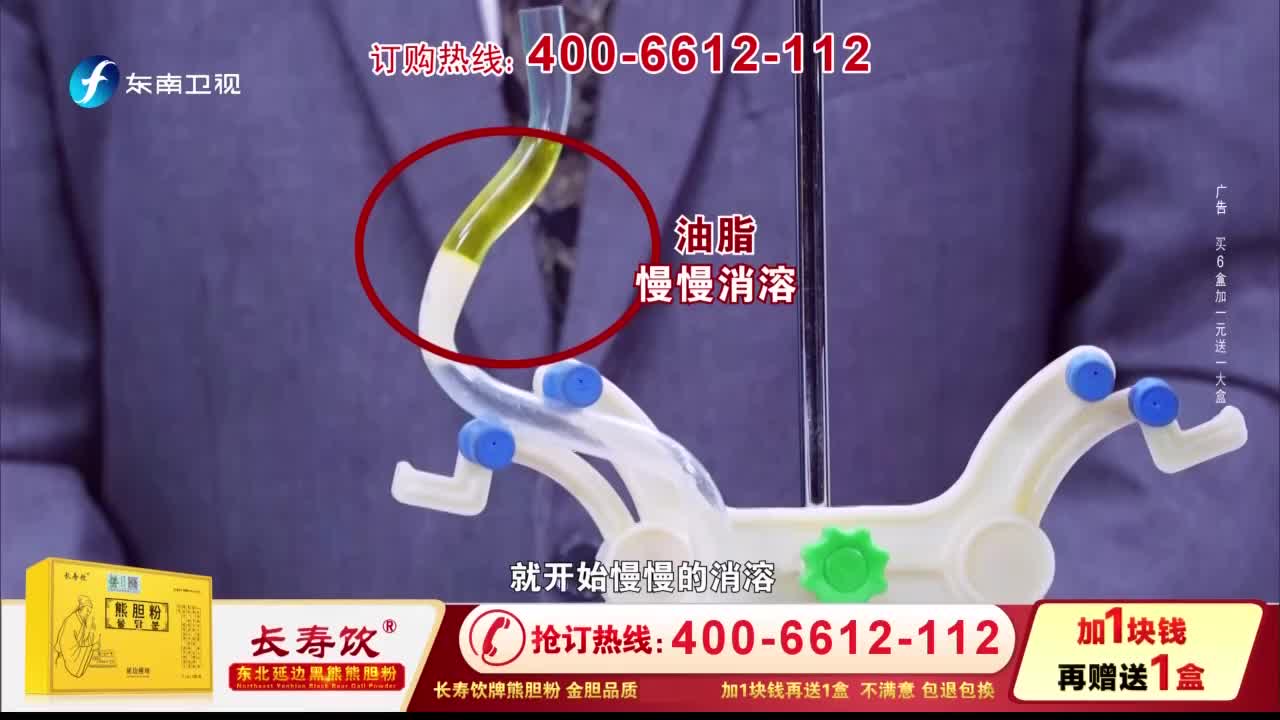 订购热线: 400-6612-112
东南卫视
广告 买6盒加一元送一大盒
油脂
慢慢消溶
就开始慢慢的消溶
长寿饮
熊胆粉
长寿饮®
东北延边黑熊熊胆粉
Northeast Yanbian Black Bear Gall Powder
抢订热线: 400-6612-112
长寿饮牌熊胆粉 金胆品质 加1块钱再送1盒 不满意 包退包换
加1块钱
再赠送1盒